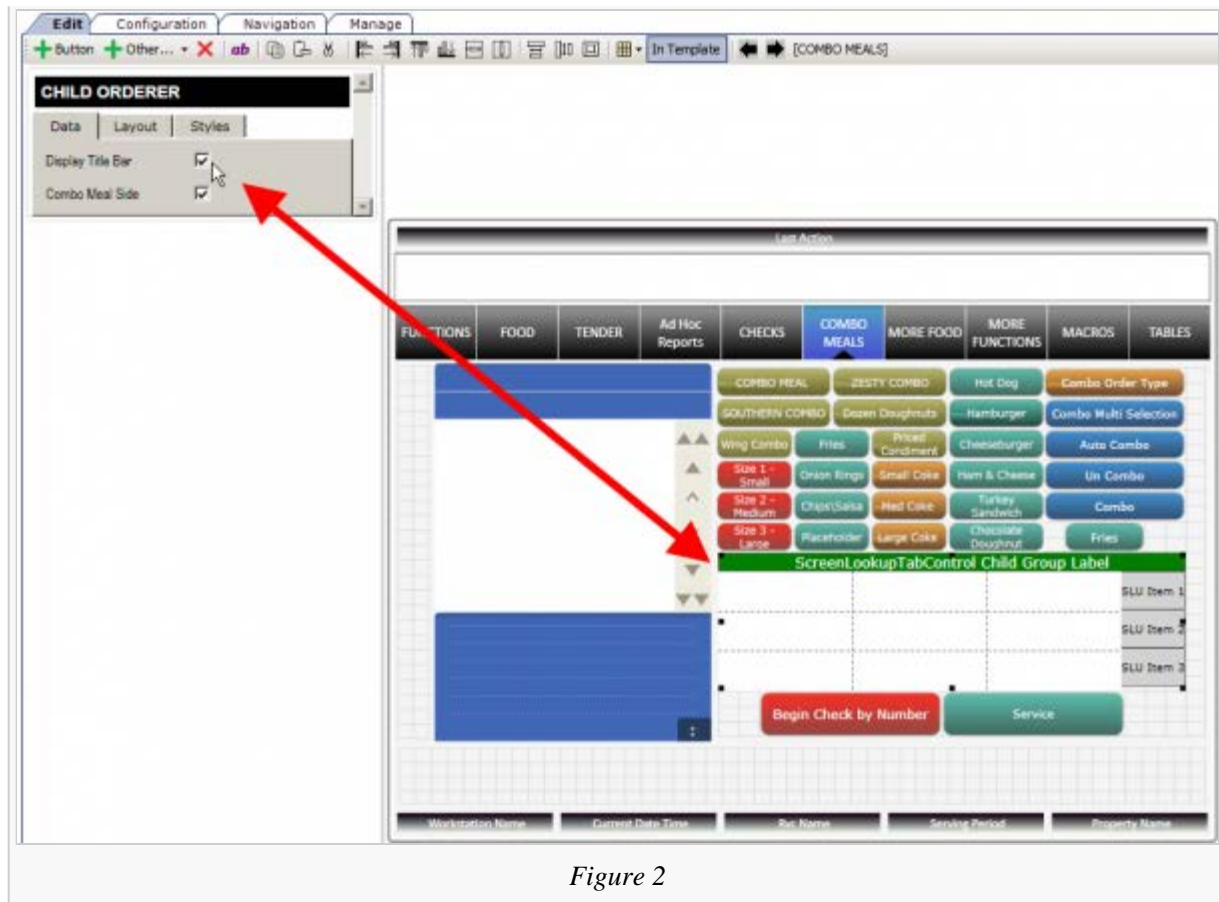 Edit Configuration Navigation Manage
Button Other... ab In Template [COMBO MEALS]
CHILD ORDERER
Data Layout Styles
Display Title Bar
Combo Meal Side
Last Action
FUNCTIONS FOOD TENDER Ad Hoc Reports CHECKS COMBO MEALS MORE FOOD MORE FUNCTIONS MACROS TABLES
COMBO MEAL ZESTY COMBO Hot Dog Combo Order Type
SOUTHERN COMBO Dozen Doughnuts Hamburger Combo Multi Selection
Wing Combo Fries Priced Condiment Cheeseburger Auto Combo
Size 1 - Small Onion Rings Small Coke Ham & Cheese Un Combo
Size 2 - Medium Chips\Salsa Med Coke Turkey Sandwich Combo
Size 3 - Large Placeholder Large Coke Chocolate Doughnut Fries
ScreenLookupTabControl Child Group Label
SLU Item 1
SLU Item 2
SLU Item 3
Begin Check by Number Service
Workstation Name Current Date Time Rvc Name Serving Period Property Name
Figure 2